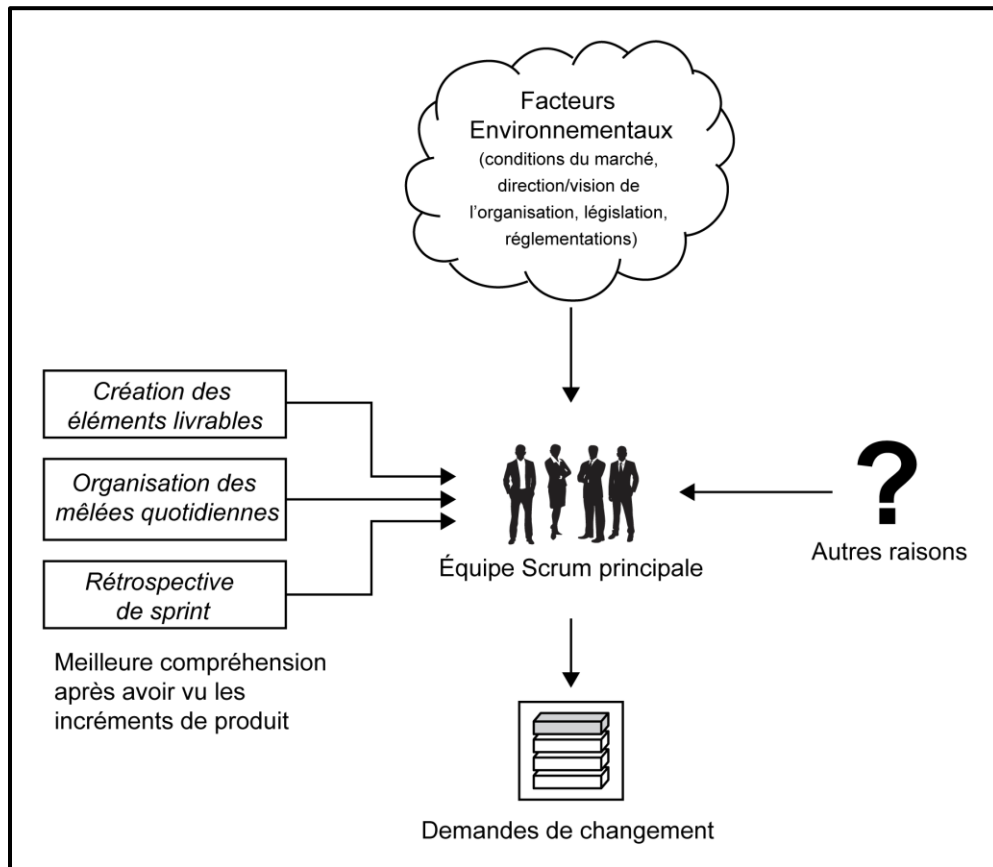 Facteurs
Environnementaux
(conditions du marché,
direction/vision de
l'organisation, législation,
réglementations)
Création des
éléments livrables
Organisation des
mêlées quotidiennes
Rétrospective
de sprint
Meilleure compréhension
après avoir vu les
incréments de produit
Équipe Scrum principale
?
Autres raisons
Demandes de changement